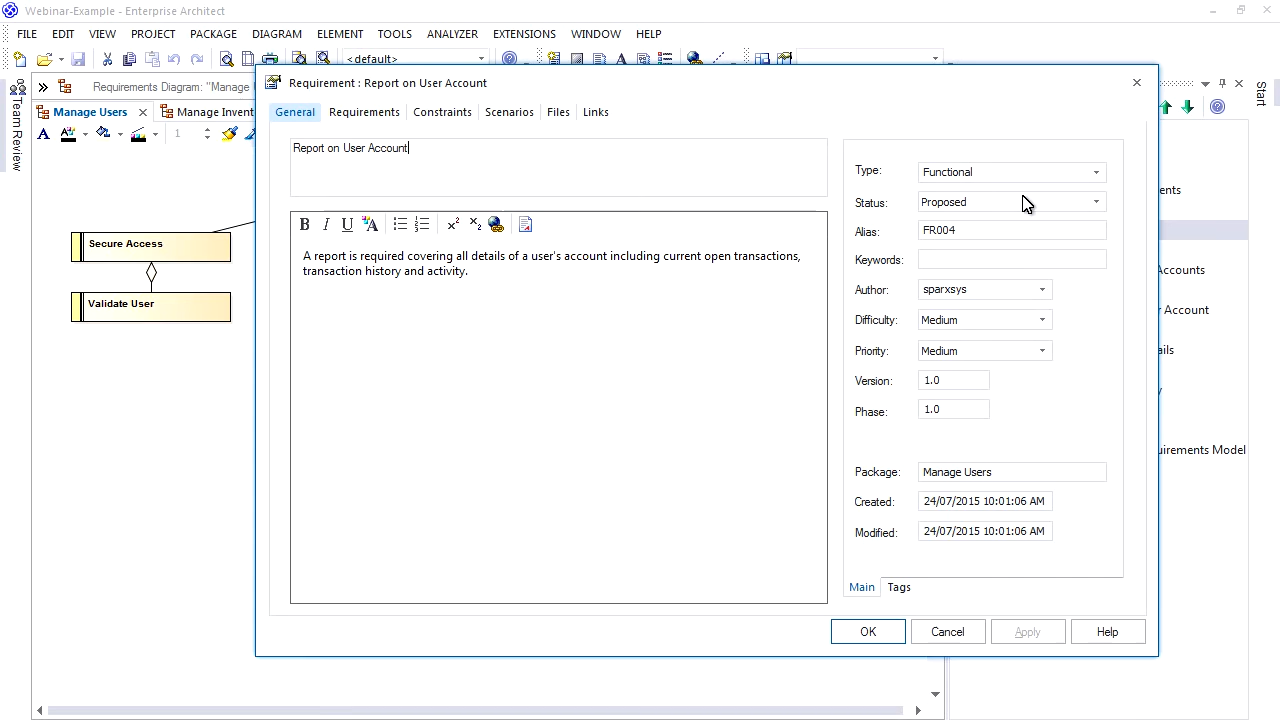 Webinar-Example - Enterprise Architect
FILE EDIT VIEW PROJECT PACKAGE DIAGRAM ELEMENT TOOLS ANALYZER EXTENSIONS WINDOW HELP
<default>
Requirements Diagram: "Manage
Manage Users
Manage Invent
1
Team Review
Start
Secure Access
Validate User
Requirement : Report on User Account
General Requirements Constraints Scenarios Files Links
Report on User Account
B I U A
A report is required covering all details of a user's account including current open transactions,
transaction history and activity.
Type: Functional
Status: Proposed
Alias: FR004
Keywords:
Author: sparxsys
Difficulty: Medium
Priority: Medium
Version: 1.0
Phase: 1.0
Package: Manage Users
Created: 24/07/2015 10:01:06 AM
Modified: 24/07/2015 10:01:06 AM
Main Tags
OK Cancel Apply Help
ents
Accounts
r Account
ails
y
uirements Model